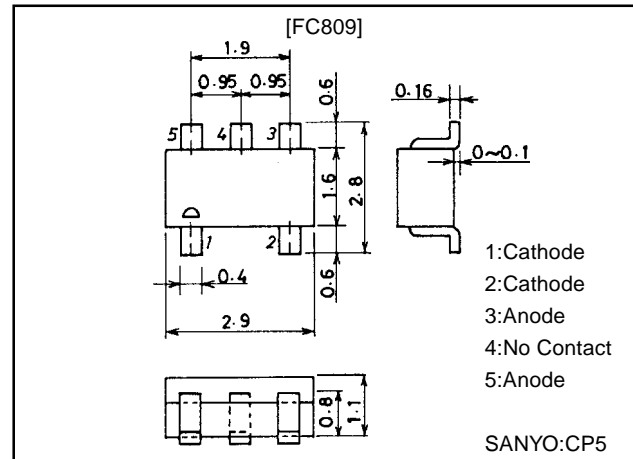 [FC809]
1.9
0.95 0.95
0.6
0.16
5 4 3
0~0.1
1.6
2.8
1 2
0.4
0.6
2.9
1:Cathode
2:Cathode
3:Anode
4:No Contact
5:Anode
0.8
1.1
SANYO:CP5